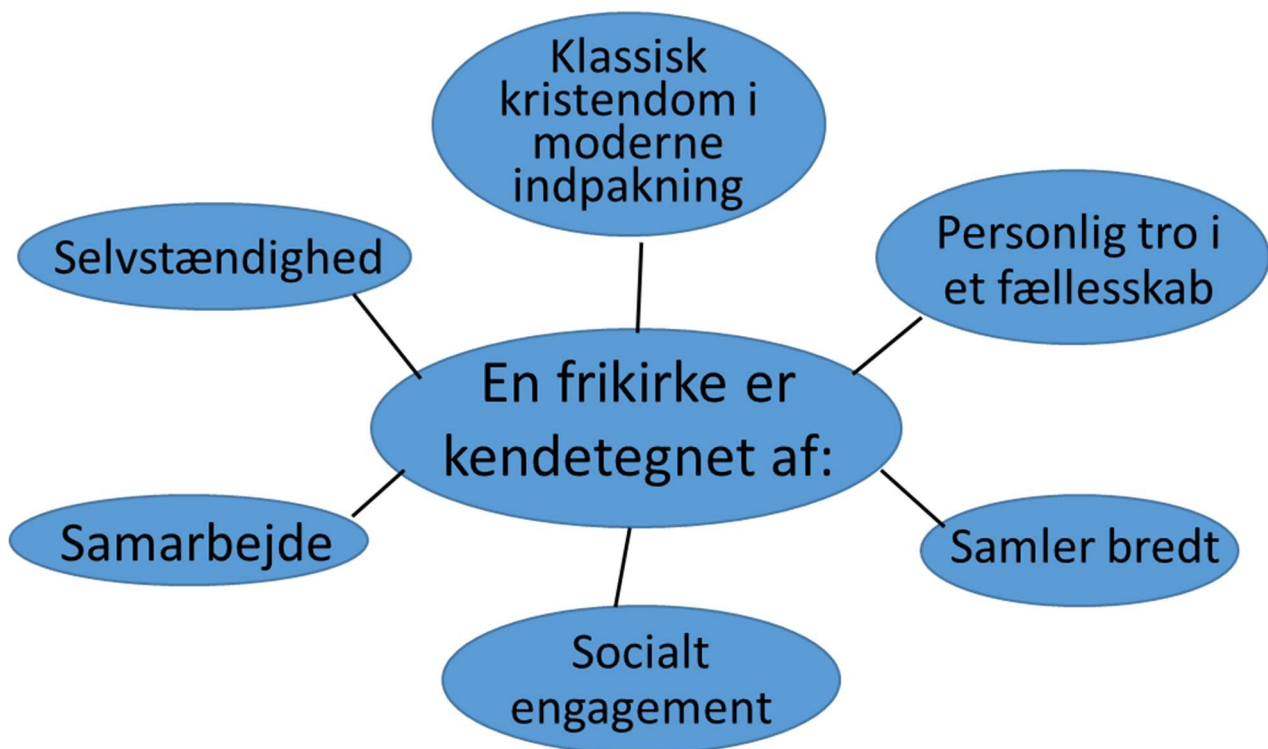 Klassisk
kristendom i
moderne
indpakning
Selvstændighed
Personlig tro i
et fællesskab
En frikirke er
kendetegnet af:
Samarbejde
Samler bredt
Socialt
engagement